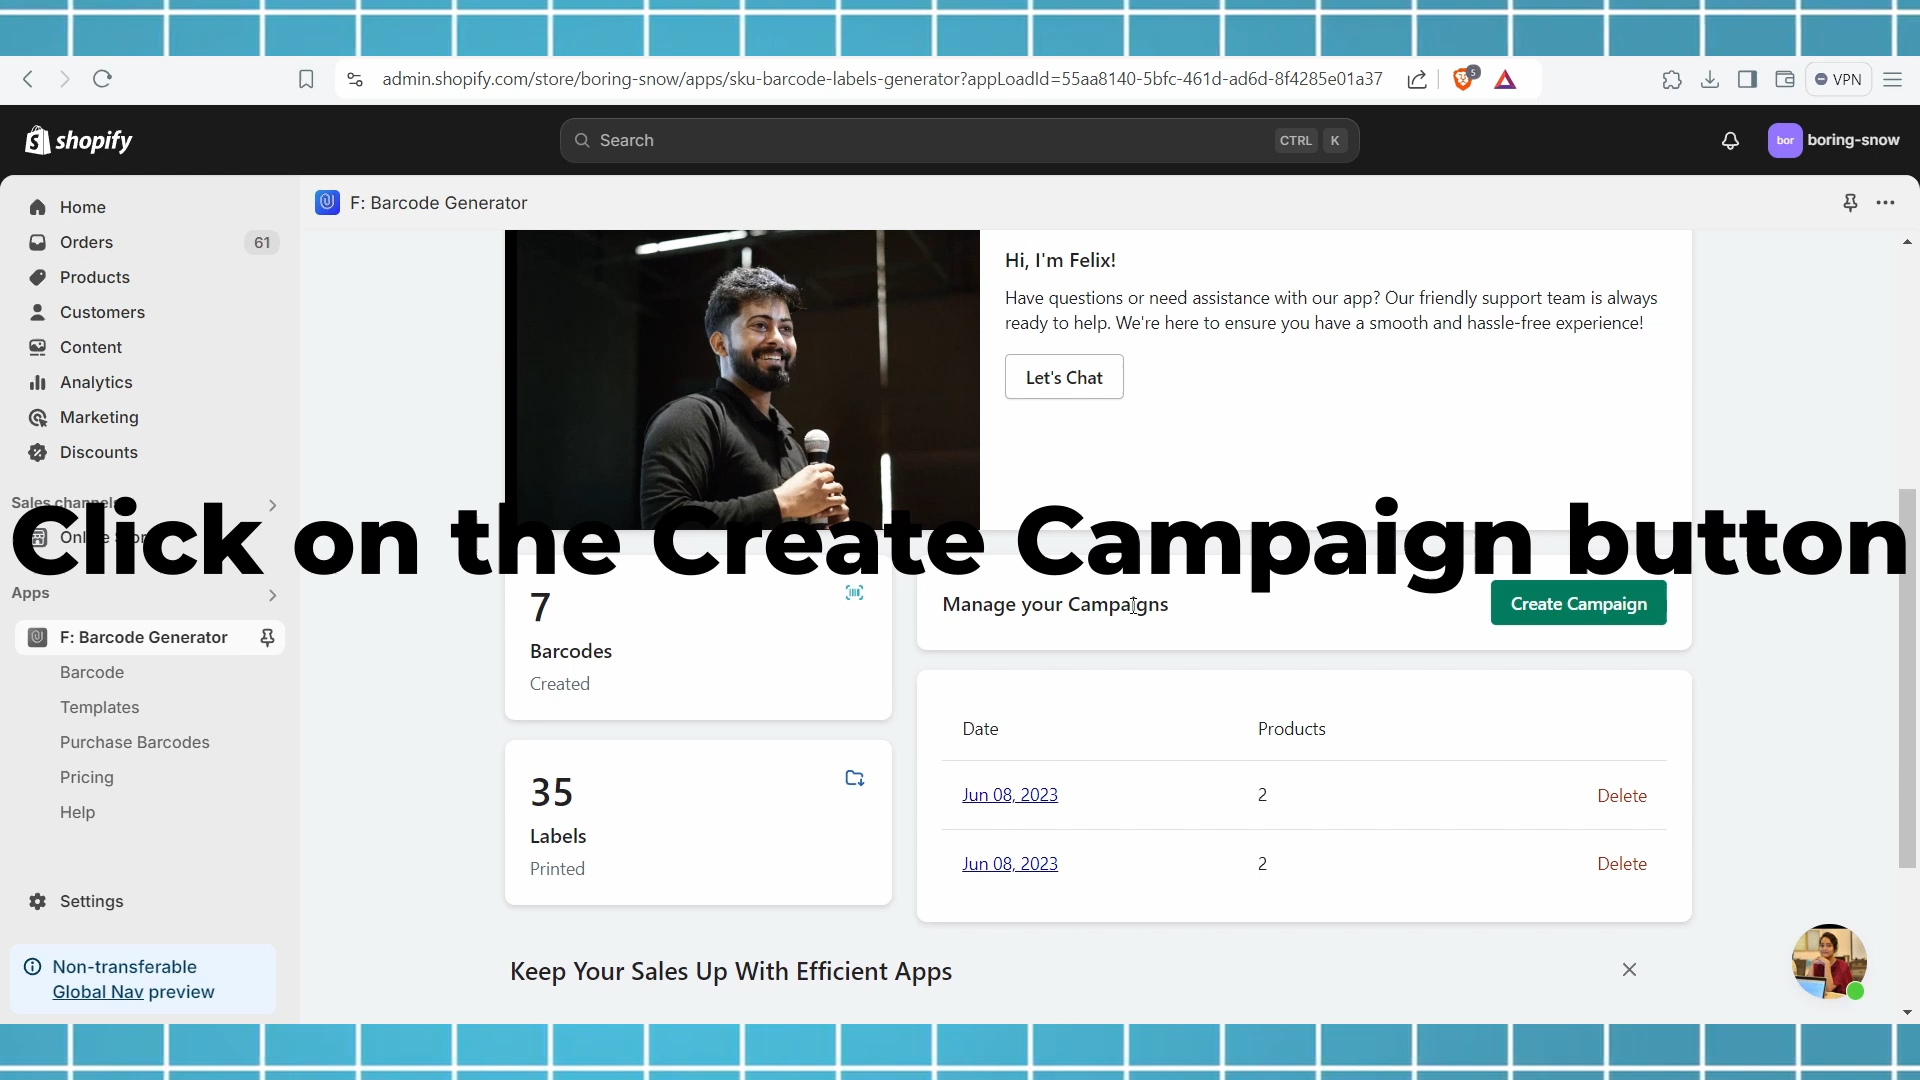 admin.shopify.com/store/boring-snow/apps/sku-barcode-labels-generator?appLoadId=55aa8140-5bfc-461d-ad6d-8f4285e01a37
5
VPN
shopify
Search
CTRL K
bor boring-snow
F: Barcode Generator
Home
Orders 61
Products
Customers
Content
Analytics
Marketing
Discounts
Sales channels
Apps
F: Barcode Generator
Barcode
Templates
Purchase Barcodes
Pricing
Help
Settings
Non-transferable
Global Nav preview
Hi, I'm Felix!
Have questions or need assistance with our app? Our friendly support team is always
ready to help. We're here to ensure you have a smooth and hassle-free experience!
Let's Chat
Click on the Create Campaign button
7
Barcodes
Created
Manage your Campaigns
Create Campaign
35
Labels
Printed
Date Products
Jun 08, 2023 2 Delete
Jun 08, 2023 2 Delete
Keep Your Sales Up With Efficient Apps